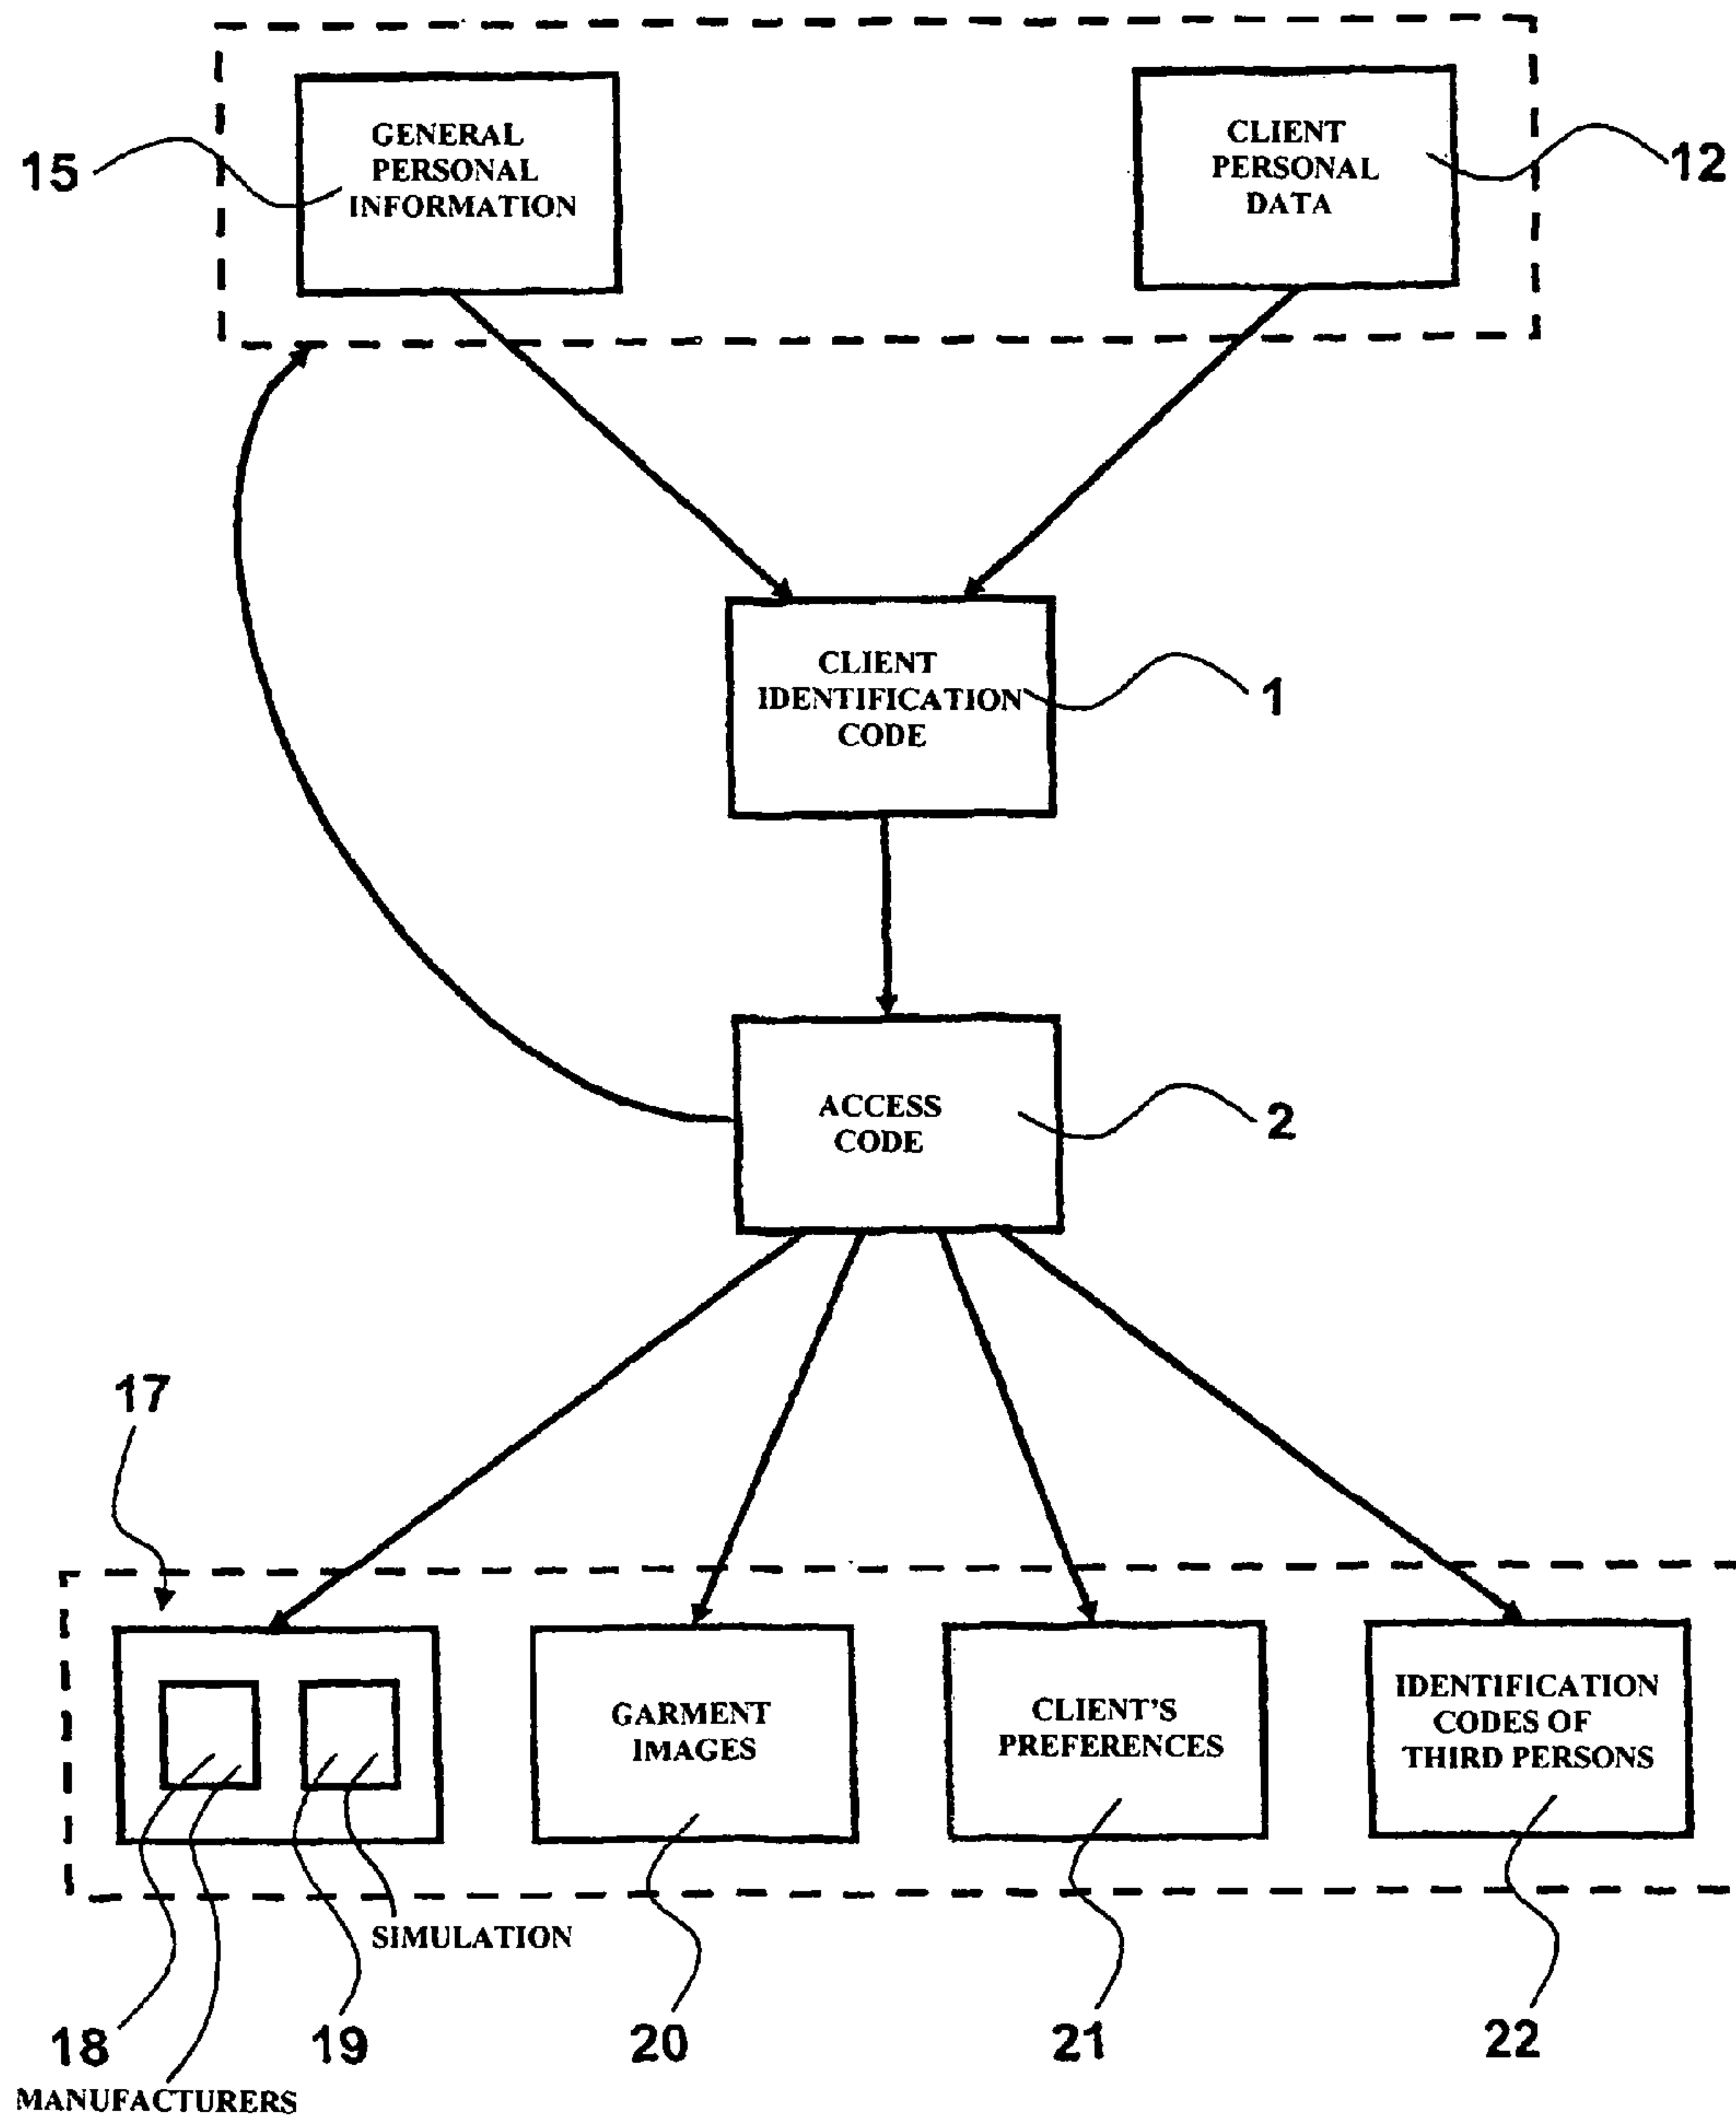 GENERAL
PERSONAL
INFORMATION
15
CLIENT
PERSONAL
DATA
12
CLIENT
IDENTIFICATION
CODE
1
ACCESS
CODE
2
17
GARMENT
IMAGES
CLIENT'S
PREFERENCES
IDENTIFICATION
CODES OF
THIRD PERSONS
SIMULATION
18
19
20
21
22
MANUFACTURERS